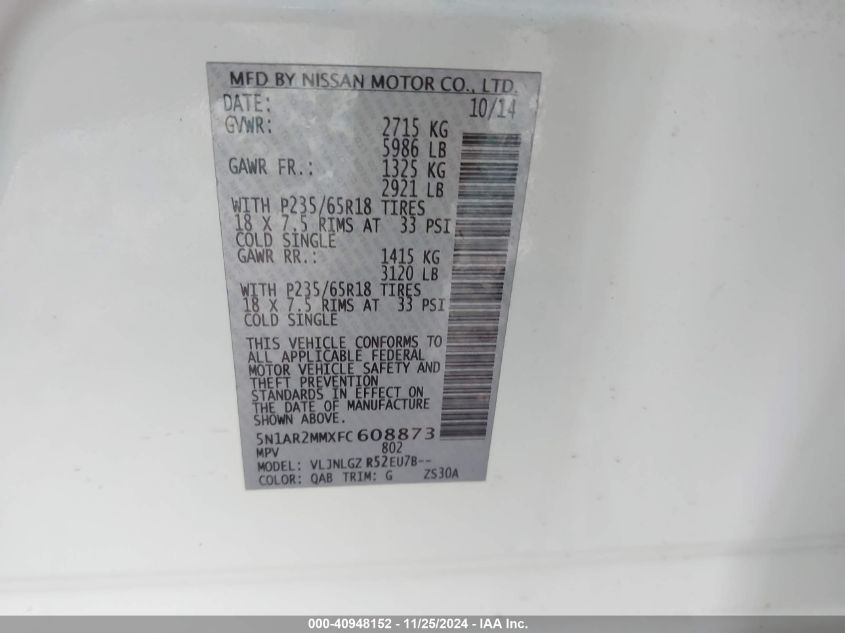 MFD BY NISSAN MOTOR CO., LTD.
DATE: 10/14
GVWR: 2715 KG
5986 LB
GAWR FR.: 1325 KG
2921 LB
WITH P235/65R18 TIRES
18 X 7.5 RIMS AT 33 PSI
COLD SINGLE
GAWR RR.: 1415 KG
3120 LB
WITH P235/65R18 TIRES
18 X 7.5 RIMS AT 33 PSI
COLD SINGLE
THIS VEHICLE CONFORMS TO
ALL APPLICABLE FEDERAL
MOTOR VEHICLE SAFETY AND
THEFT PREVENTION
STANDARDS IN EFFECT ON
THE DATE OF MANUFACTURE
SHOWN ABOVE.
5N1AR2MMXFC608873
MPV 802
MODEL: VLJNLGZ R52EU7B--
COLOR: QAB TRIM: G ZS30A
000-40948152 - 11/25/2024 - IAA Inc.